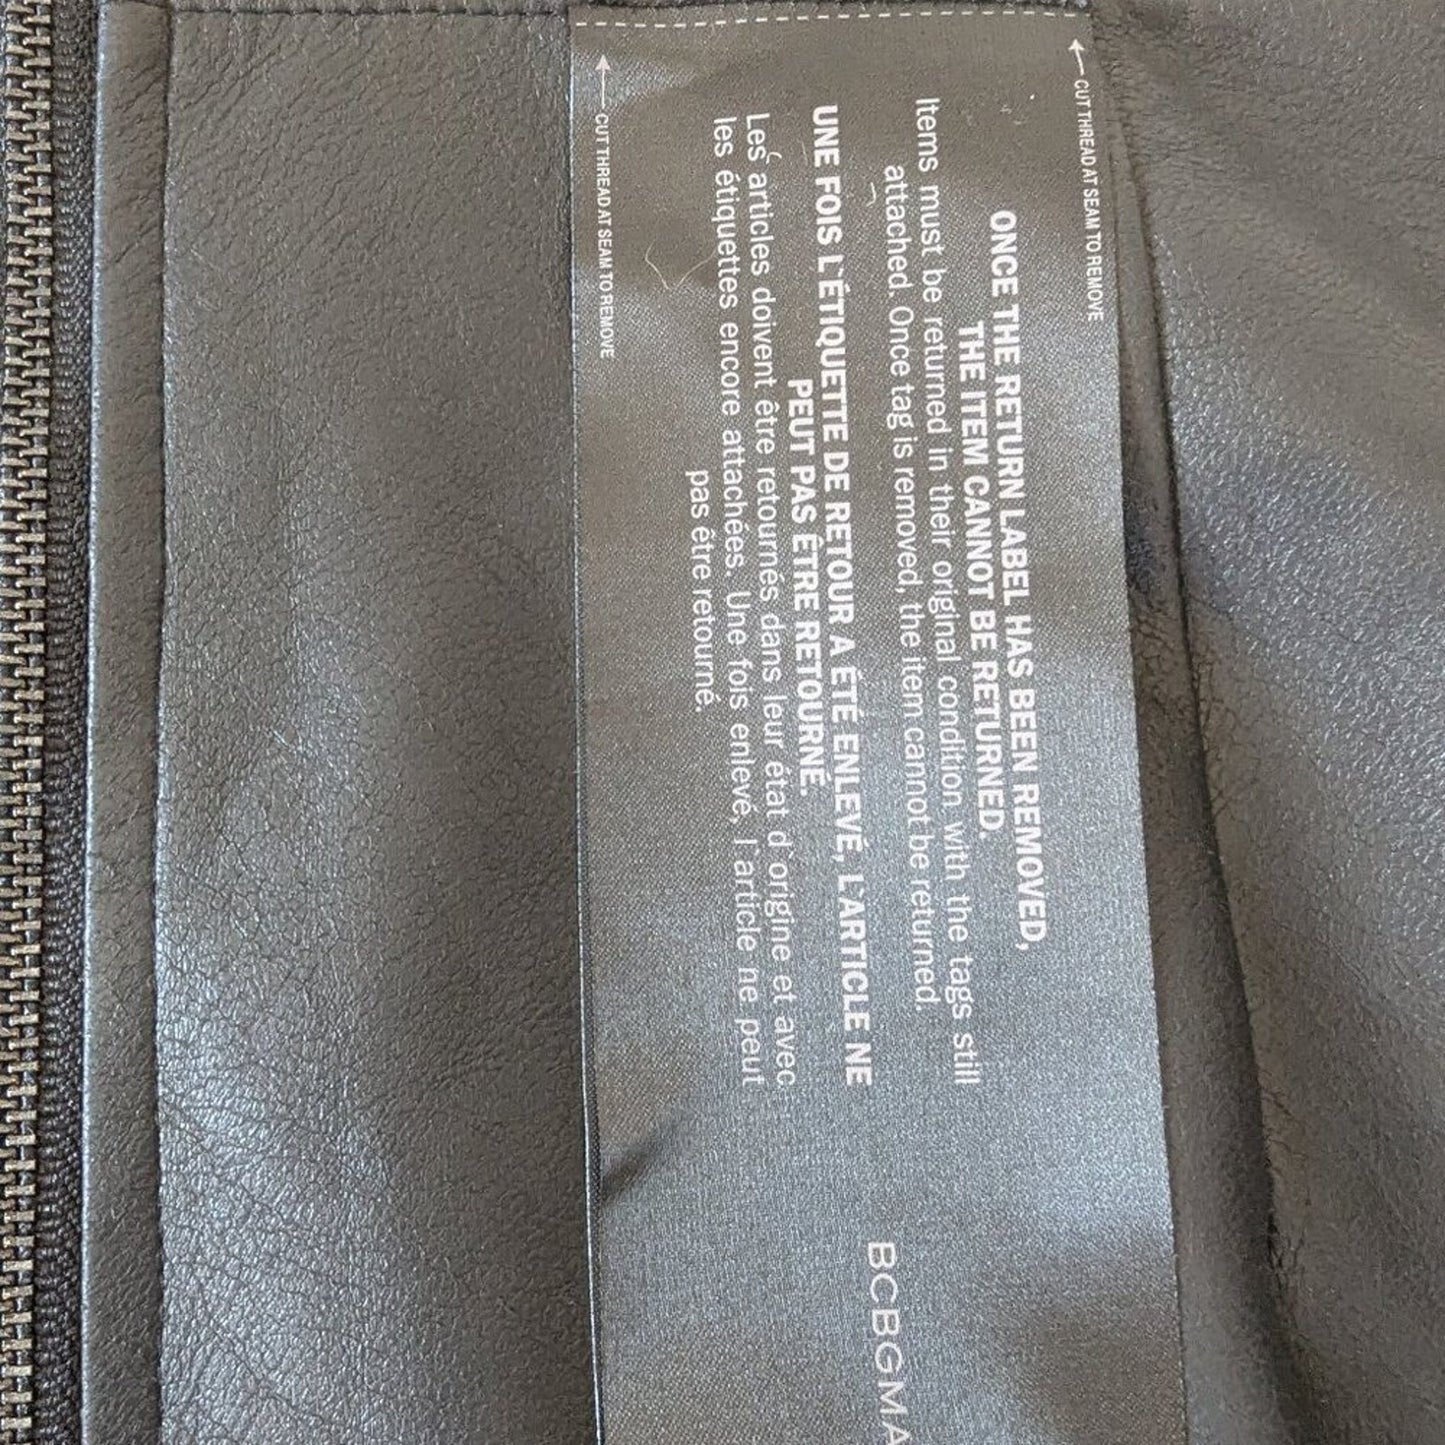 ← CUT THREAD AT SEAM TO REMOVE
ONCE THE RETURN LABEL HAS BEEN REMOVED,
THE ITEM CANNOT BE RETURNED.
Items must be returned in their original condition with the tags still
attached. Once tag is removed, the item cannot be returned.
UNE FOIS L`ÉTIQUETTE DE RETOUR A ÉTÉ ENLEVÉ, L`ARTICLE NE
PEUT PAS ÊTRE RETOURNÉ.
Les articles doivent être retournés dans leur état d`origine et avec
les étiquettes encore attachées. Une fois enlevé, l article ne peut
pas être retourné.
← CUT THREAD AT SEAM TO REMOVE
BCBGMA